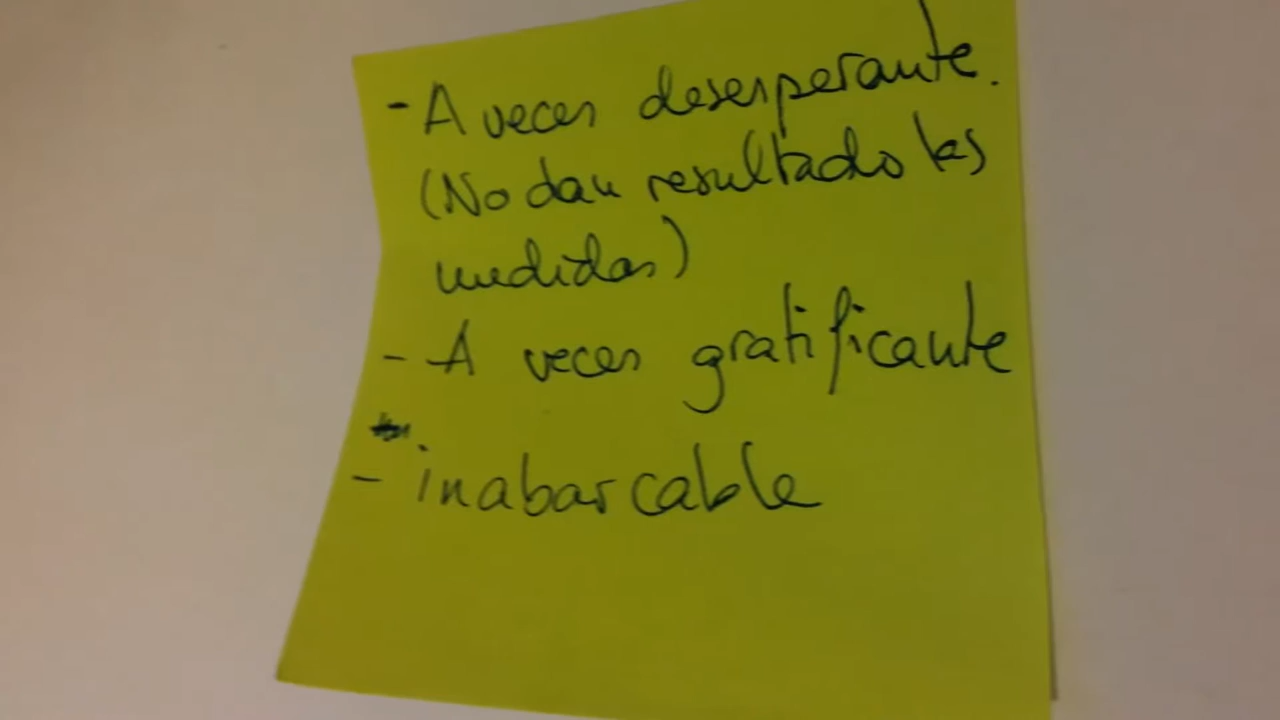 - A veces desesperante.
(No dan resultado las
medidas)
- A veces gratificante
- inabarcable